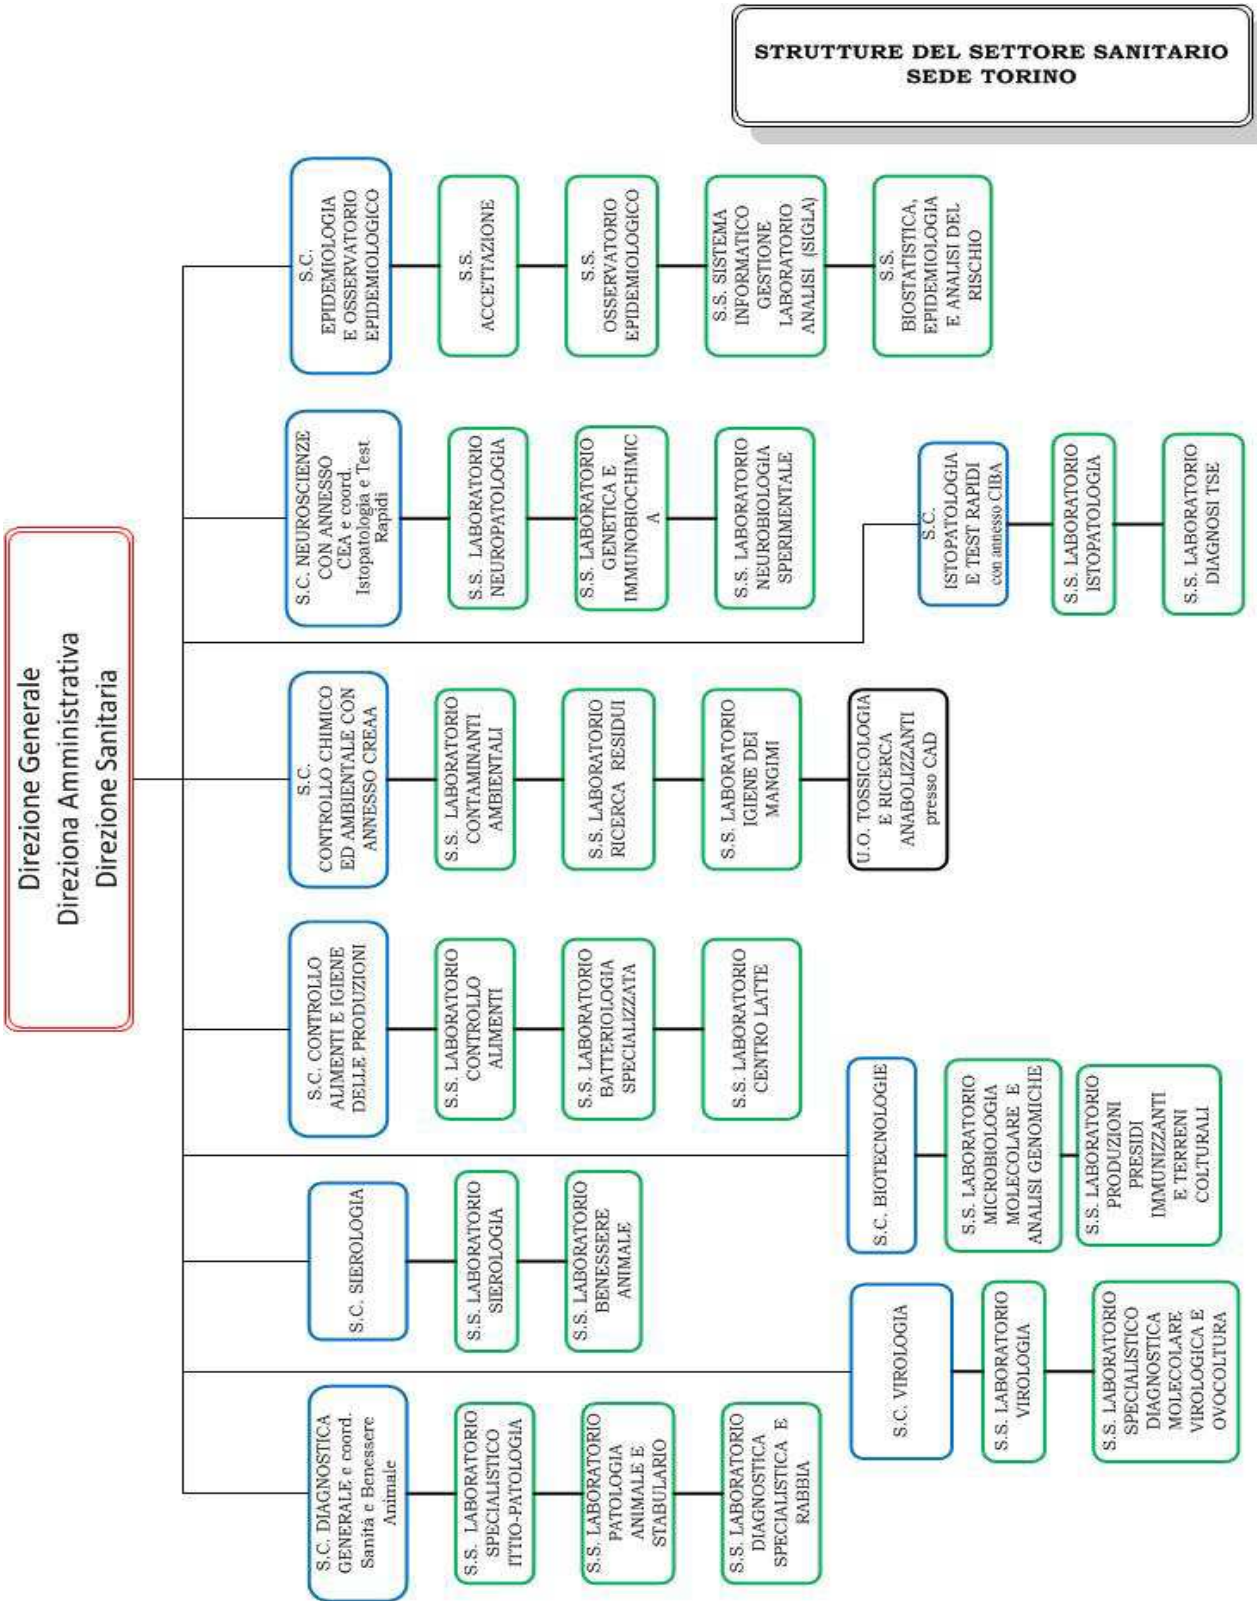 STRUTTURE DEL SETTORE SANITARIO
SEDE TORINO
Direzione Generale
Direziona Amministrativa
Direzione Sanitaria
S.C. DIAGNOSTICA
GENERALE e coord.
Sanità e Benessere
Animale
S.S. LABORATORIO
SPECIALISTICO
ITTIO-PATOLOGIA
S.S. LABORATORIO
PATOLOGIA
ANIMALE E
STABULARIO
S.S. LABORATORIO
DIAGNOSTICA
SPECIALISTICA E
RABBIA
S.C. VIROLOGIA
S.S. LABORATORIO
VIROLOGIA
S.S. LABORATORIO
SPECIALISTICO
DIAGNOSTICA
MOLECOLARE
VIROLOGICA E
OVOCOLTURA
S.C. SIEROLOGIA
S.S. LABORATORIO
SIEROLOGIA
S.S. LABORATORIO
BENESSERE
ANIMALE
S.C. BIOTECNOLOGIE
S.S. LABORATORIO
MICROBIOLOGIA
MOLECOLARE E
ANALISI GENOMICHE
S.S. LABORATORIO
PRODUZIONI
PRESIDI
IMMUNIZZANTI
E TERRENI
COLTURALI
S.C. CONTROLLO
ALIMENTI E IGIENE
DELLE PRODUZIONI
S.S. LABORATORIO
CONTROLLO
ALIMENTI
S.S. LABORATORIO
BATTERIOLOGIA
SPECIALIZZATA
S.S. LABORATORIO
CENTRO LATTE
S.C.
CONTROLLO CHIMICO
ED AMBIENTALE CON
ANNESSO CREAA
S.S. LABORATORIO
CONTAMINANTI
AMBIENTALI
S.S. LABORATORIO
RICERCA RESIDUI
S.S. LABORATORIO
IGIENE DEI
MANGIMI
U.O. TOSSICOLOGIA
E RICERCA
ANABOLIZZANTI
presso CAD
S.C. NEUROSCIENZE
CON ANNESSO
CEA e coord.
Istopatologia e Test
Rapidi
S.S. LABORATORIO
NEUROPATOLOGIA
S.S. LABORATORIO
GENETICA E
IMMUNOBIOCHIMIC
A
S.S. LABORATORIO
NEUROBIOLOGIA
SPERIMENTALE
S.C.
ISTOPATOLOGIA
E TEST RAPIDI
con annesso CIBA
S.S. LABORATORIO
ISTOPATOLOGIA
S.S. LABORATORIO
DIAGNOSI TSE
S.C.
EPIDEMIOLOGIA
E OSSERVATORIO
EPIDEMIOLOGICO
S.S.
ACCETTAZIONE
S.S.
OSSERVATORIO
EPIDEMIOLOGICO
S.S. SISTEMA
INFORMATICO
GESTIONE
LABORATORIO
ANALISI (SIGLA)
S.S.
BIOSTATISTICA,
EPIDEMIOLOGIA
E ANALISI DEL
RISCHIO